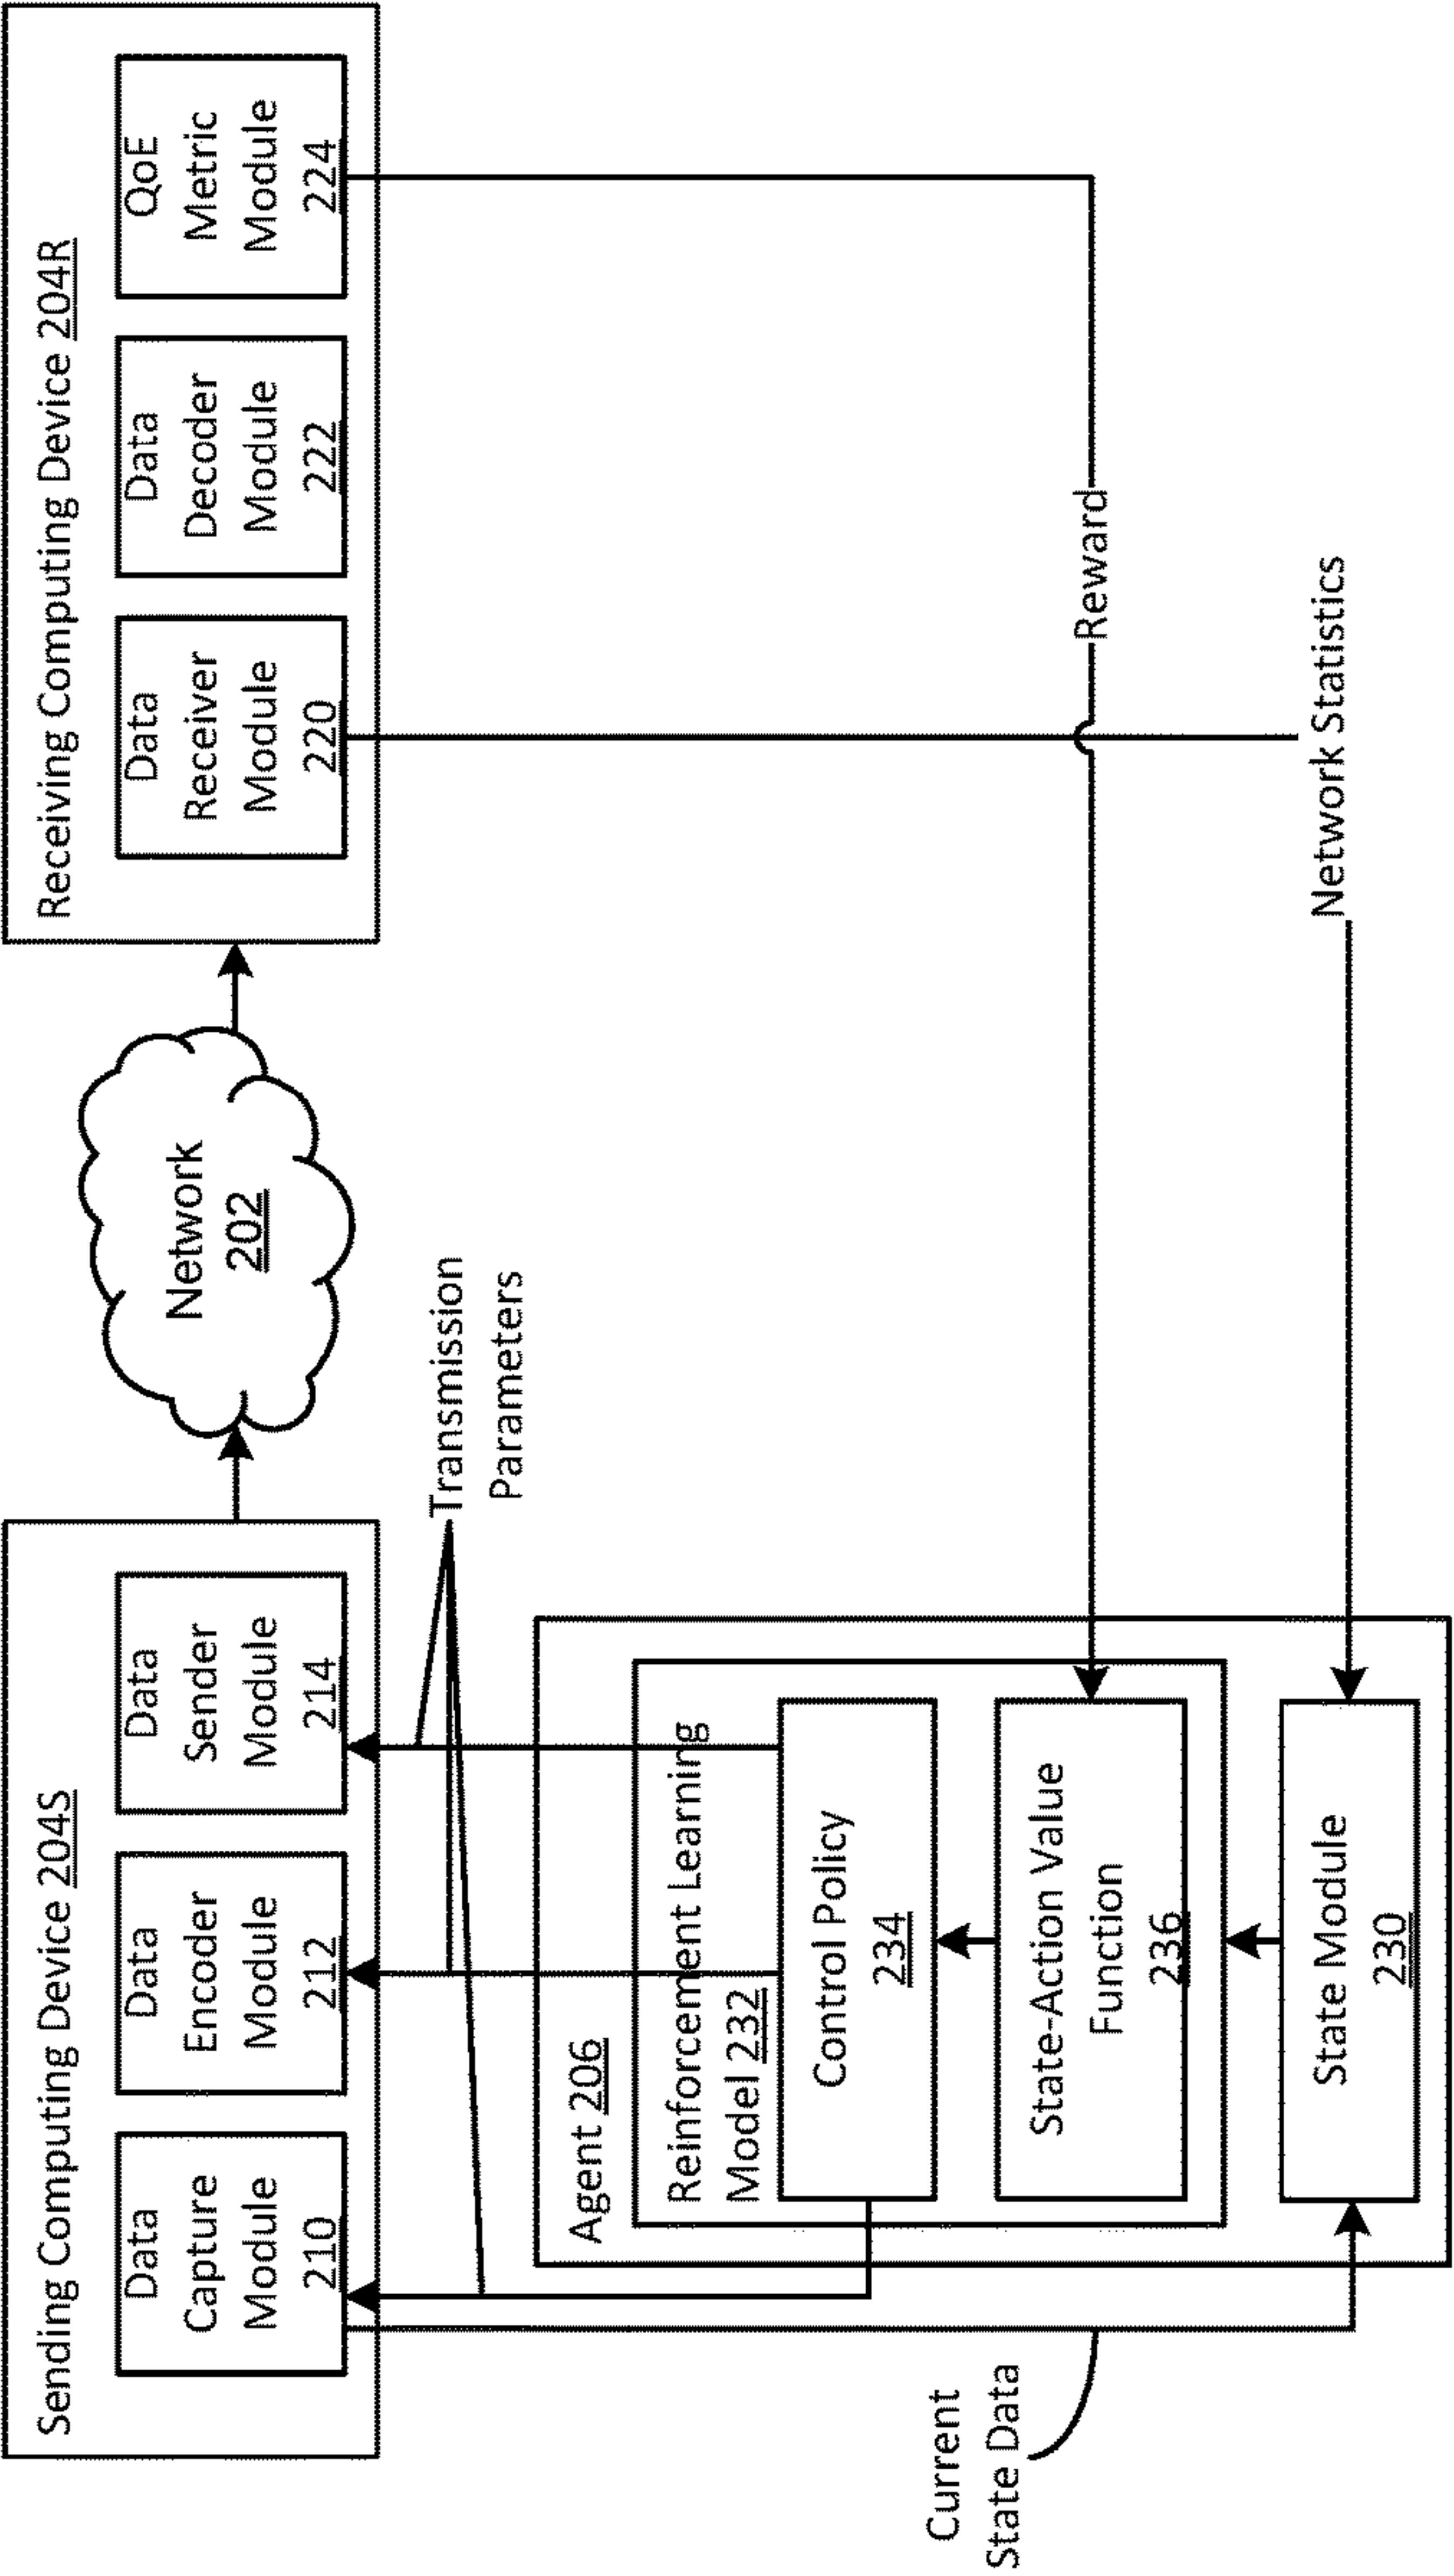 Sending Computing Device 204S
Data
Capture
Module
210
Data
Encoder
Module
212
Data
Sender
Module
214
Network
202
Receiving Computing Device 204R
Data
Receiver
Module
220
Data
Decoder
Module
222
QoE
Metric
Module
224
Transmission
Parameters
Agent 206
Reinforcement Learning
Model 232
Control Policy
234
State-Action Value
Function
236
State Module
230
Current
State Data
Reward
Network Statistics